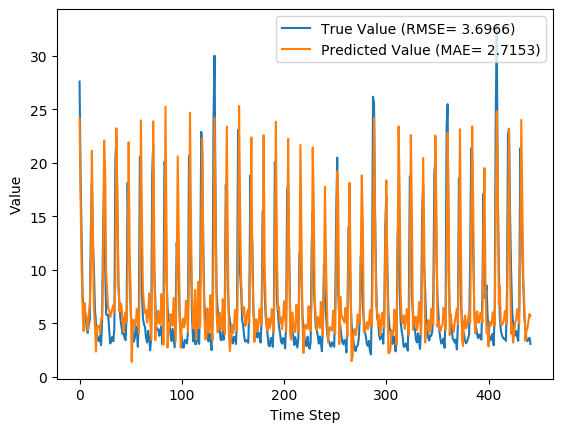 True Value (RMSE= 3.6966)
Predicted Value (MAE= 2.7153)
30
25
20
15
10
5
0
Value
0 100 200 300 400
Time Step